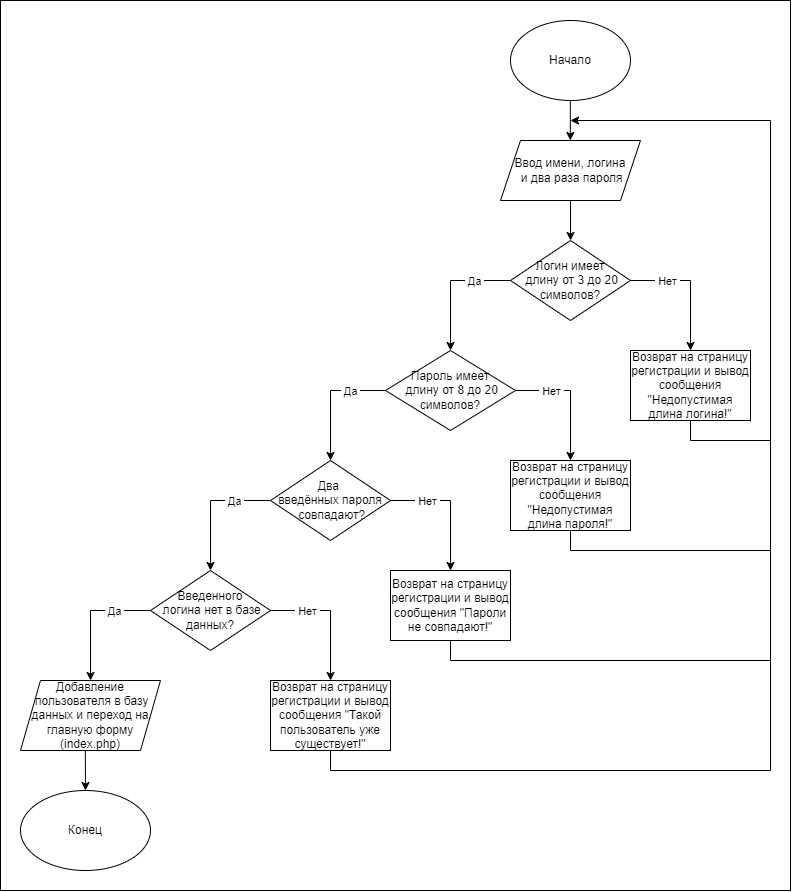 Начало
Ввод имени, логина
и два раза пароля
Логин имеет
длину от 3 до 20
символов?
Да
Нет
Возврат на страницу
регистрации и вывод
сообщения
"Недопустимая
длина логина!"
Пароль имеет
длину от 8 до 20
символов?
Да
Нет
Возврат на страницу
регистрации и вывод
сообщения
"Недопустимая
длина пароля!"
Два
введённых пароля
совпадают?
Да
Нет
Возврат на страницу
регистрации и вывод
сообщения "Пароли
не совпадают!"
Введенного
логина нет в базе
данных?
Да
Нет
Добавление
пользователя в базу
данных и переход на
главную форму
(index.php)
Возврат на страницу
регистрации и вывод
сообщения "Такой
пользователь уже
существует!"
Конец